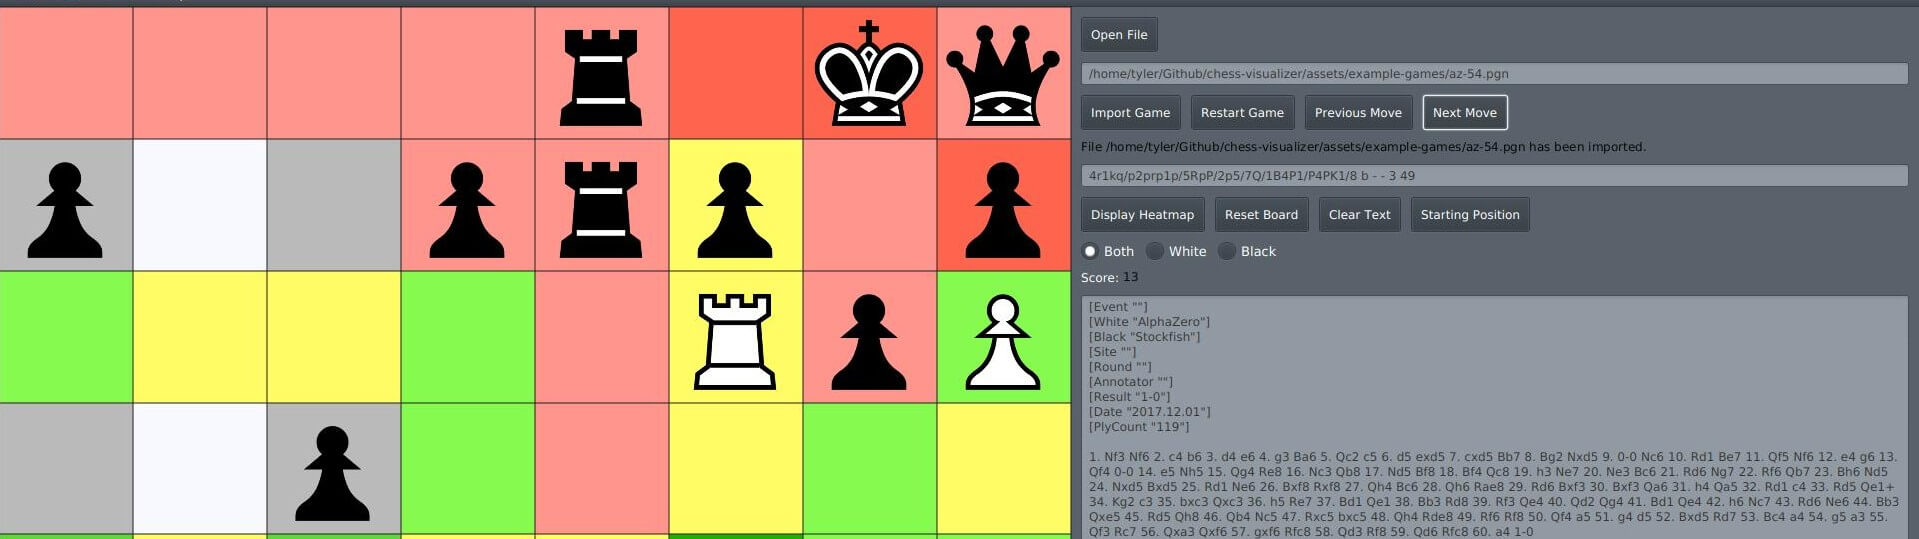 Open File
/home/tyler/Github/chess-visualizer/assets/example-games/az-54.pgn
Import Game Restart Game Previous Move Next Move
File /home/tyler/Github/chess-visualizer/assets/example-games/az-54.pgn has been imported.
4r1kq/p2prp1p/5RpP/2p5/7Q/1B4P1/P4PK1/8 b - - 3 49
Display Heatmap Reset Board Clear Text Starting Position
Both White Black
Score: 13
[Event ""]
[White "AlphaZero"]
[Black "Stockfish"]
[Site ""]
[Round ""]
[Annotator ""]
[Result "1-0"]
[Date "2017.12.01"]
[PlyCount "119"]
1. Nf3 Nf6 2. c4 b6 3. d4 e6 4. g3 Ba6 5. Qc2 c5 6. d5 exd5 7. cxd5 Bb7 8. Bg2 Nxd5 9. 0-0 Nc6 10. Rd1 Be7 11. Qf5 Nf6 12. e4 g6 13.
Qf4 0-0 14. e5 Nh5 15. Qg4 Re8 16. Nc3 Qb8 17. Nd5 Bf8 18. Bf4 Qc8 19. h3 Ne7 20. Ne3 Bc6 21. Rd6 Ng7 22. Rf6 Qb7 23. Bh6 Nd5
24. Nxd5 Bxd5 25. Rd1 Ne6 26. Bxf8 Rxf8 27. Qh4 Bc6 28. Qh6 Rae8 29. Rd6 Bxf3 30. Bxf3 Qa6 31. h4 Qa5 32. Rd1 c4 33. Rd5 Qe1+
34. Kg2 c3 35. bxc3 Qxc3 36. h5 Re7 37. Bd1 Qe1 38. Bb3 Rd8 39. Rf3 Qe4 40. Qd2 Qg4 41. Bd1 Qe4 42. h6 Nc7 43. Rd6 Ne6 44. Bb3
Qxe5 45. Rd5 Qh8 46. Qb4 Nc5 47. Rxc5 bxc5 48. Qh4 Rde8 49. Rf6 Rf8 50. Qf4 a5 51. g4 d5 52. Bxd5 Rd7 53. Bc4 a4 54. g5 a3 55.
Qf3 Rc7 56. Qxa3 Qxf6 57. gxf6 Rfc8 58. Qd3 Rf8 59. Qd6 Rfc8 60. a4 1-0